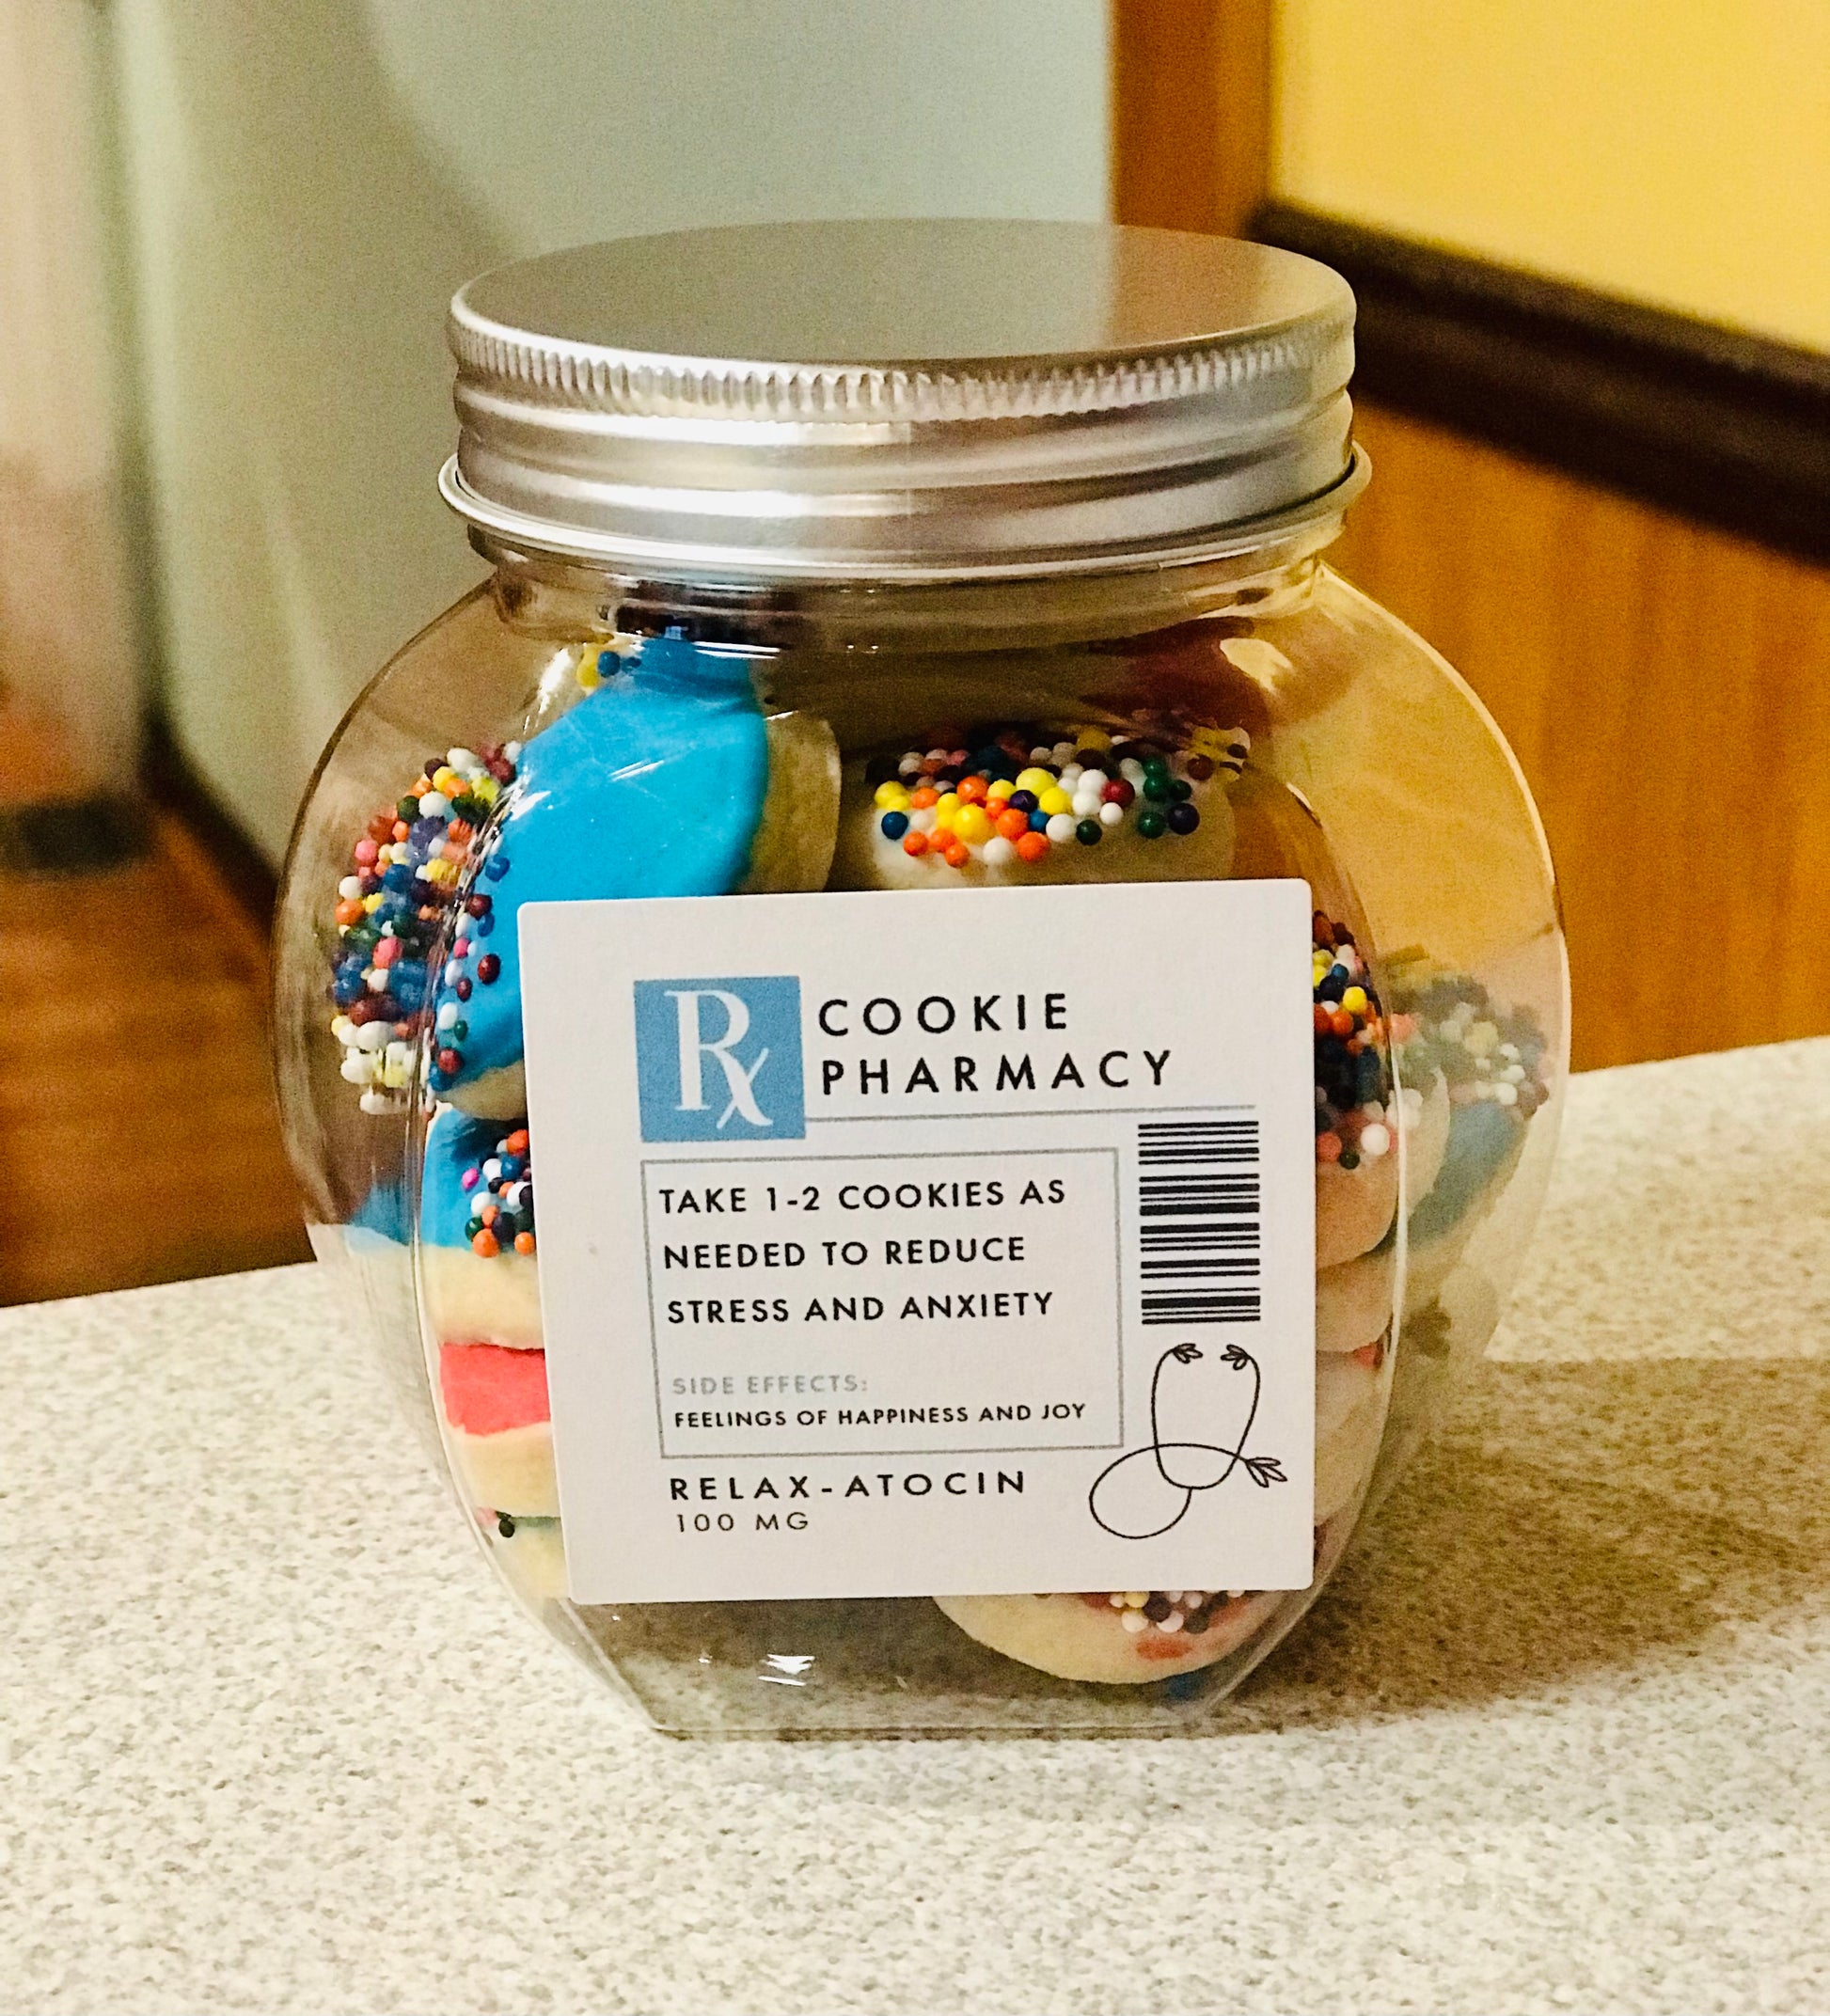 Rx COOKIE
PHARMACY
TAKE 1-2 COOKIES AS
NEEDED TO REDUCE
STRESS AND ANXIETY
SIDE EFFECTS:
FEELINGS OF HAPPINESS AND JOY
RELAX-ATOCIN
100 MG